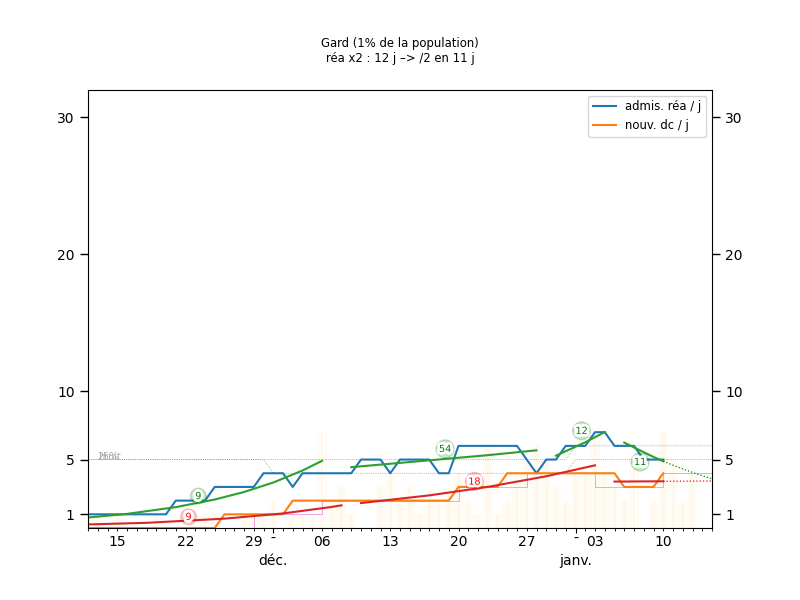 Gard (1% de la population)
réa x2 : 12 j –> /2 en 11 j
admis. réa / j
nouv. dc / j
30 30
20 20
10 10
5 5
1 1
9
9
54
18
12
11
15 22 29 - 06 13 20 27 - 03 10
déc. janv.